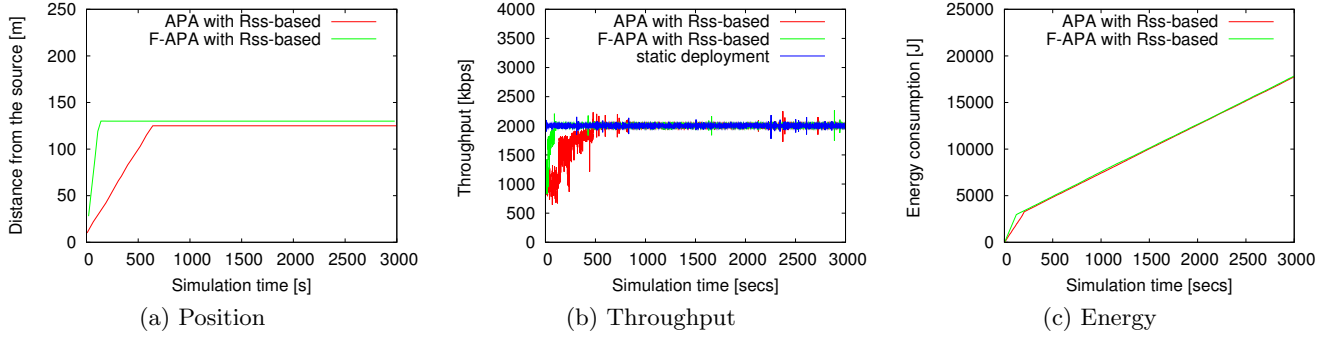 Distance from the source [m]
250
200
150
100
50
0
APA with Rss-based
F-APA with Rss-based
0 500 1000 1500 2000 2500 3000
Simulation time [s]
(a) Position
Throughput [kbps]
4000
3500
3000
2500
2000
1500
1000
500
0
APA with Rss-based
F-APA with Rss-based
static deployment
0 500 1000 1500 2000 2500 3000
Simulation time [secs]
(b) Throughput
Energy consumption [J]
25000
20000
15000
10000
5000
0
APA with Rss-based
F-APA with Rss-based
0 500 1000 1500 2000 2500 3000
Simulation time [secs]
(c) Energy